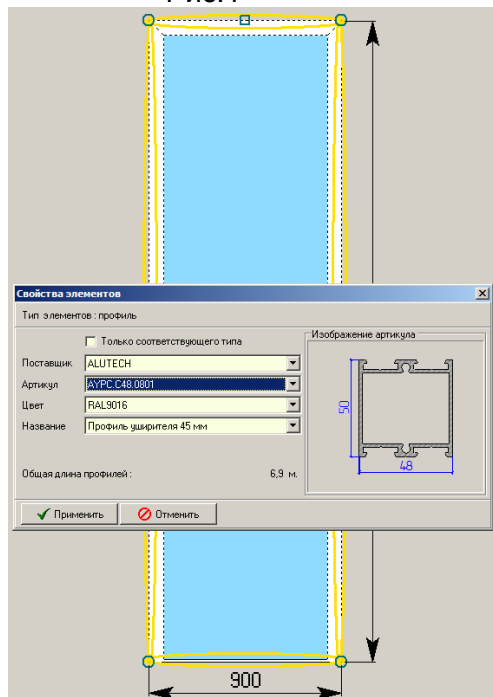 Свойства элементов
Тип элементов : профиль
Только соответствующего типа
Изображение артикула
Поставщик ALUTECH
Артикул AYPC.C48.0801
Цвет RAL9016
Название Профиль уширителя 45 мм
50
48
Общая длина профилей : 6,9 м.
Применить Отменить
900